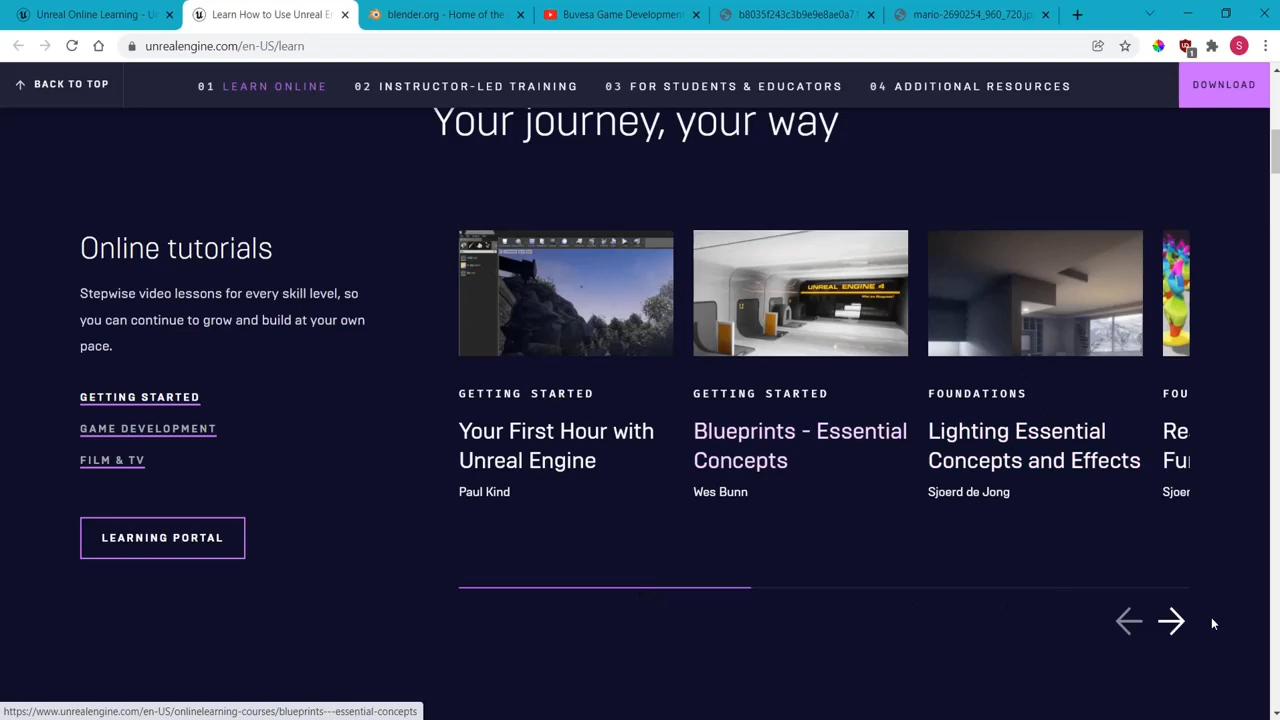 Unreal Online Learning - Un
Learn How to Use Unreal E
blender.org - Home of the
Buvesa Game Development
b8035f243c3b9e9e8ae0a7
mario-2690254_960_720.jp
unrealengine.com/en-US/learn
1
S
BACK TO TOP
01 LEARN ONLINE
02 INSTRUCTOR-LED TRAINING
03 FOR STUDENTS & EDUCATORS
04 ADDITIONAL RESOURCES
DOWNLOAD
Your journey, your way
Online tutorials
Stepwise video lessons for every skill level, so
you can continue to grow and build at your own
pace.
GETTING STARTED
GAME DEVELOPMENT
FILM & TV
LEARNING PORTAL
GETTING STARTED
Your First Hour with
Unreal Engine
Paul Kind
UNREAL ENGINE 4
GETTING STARTED
Blueprints - Essential
Concepts
Wes Bunn
FOUNDATIONS
Lighting Essential
Concepts and Effects
Sjoerd de Jong
FOU
Re
Fu
Sjoer
https://www.unrealengine.com/en-US/onlinelearning-courses/blueprints---essential-concepts